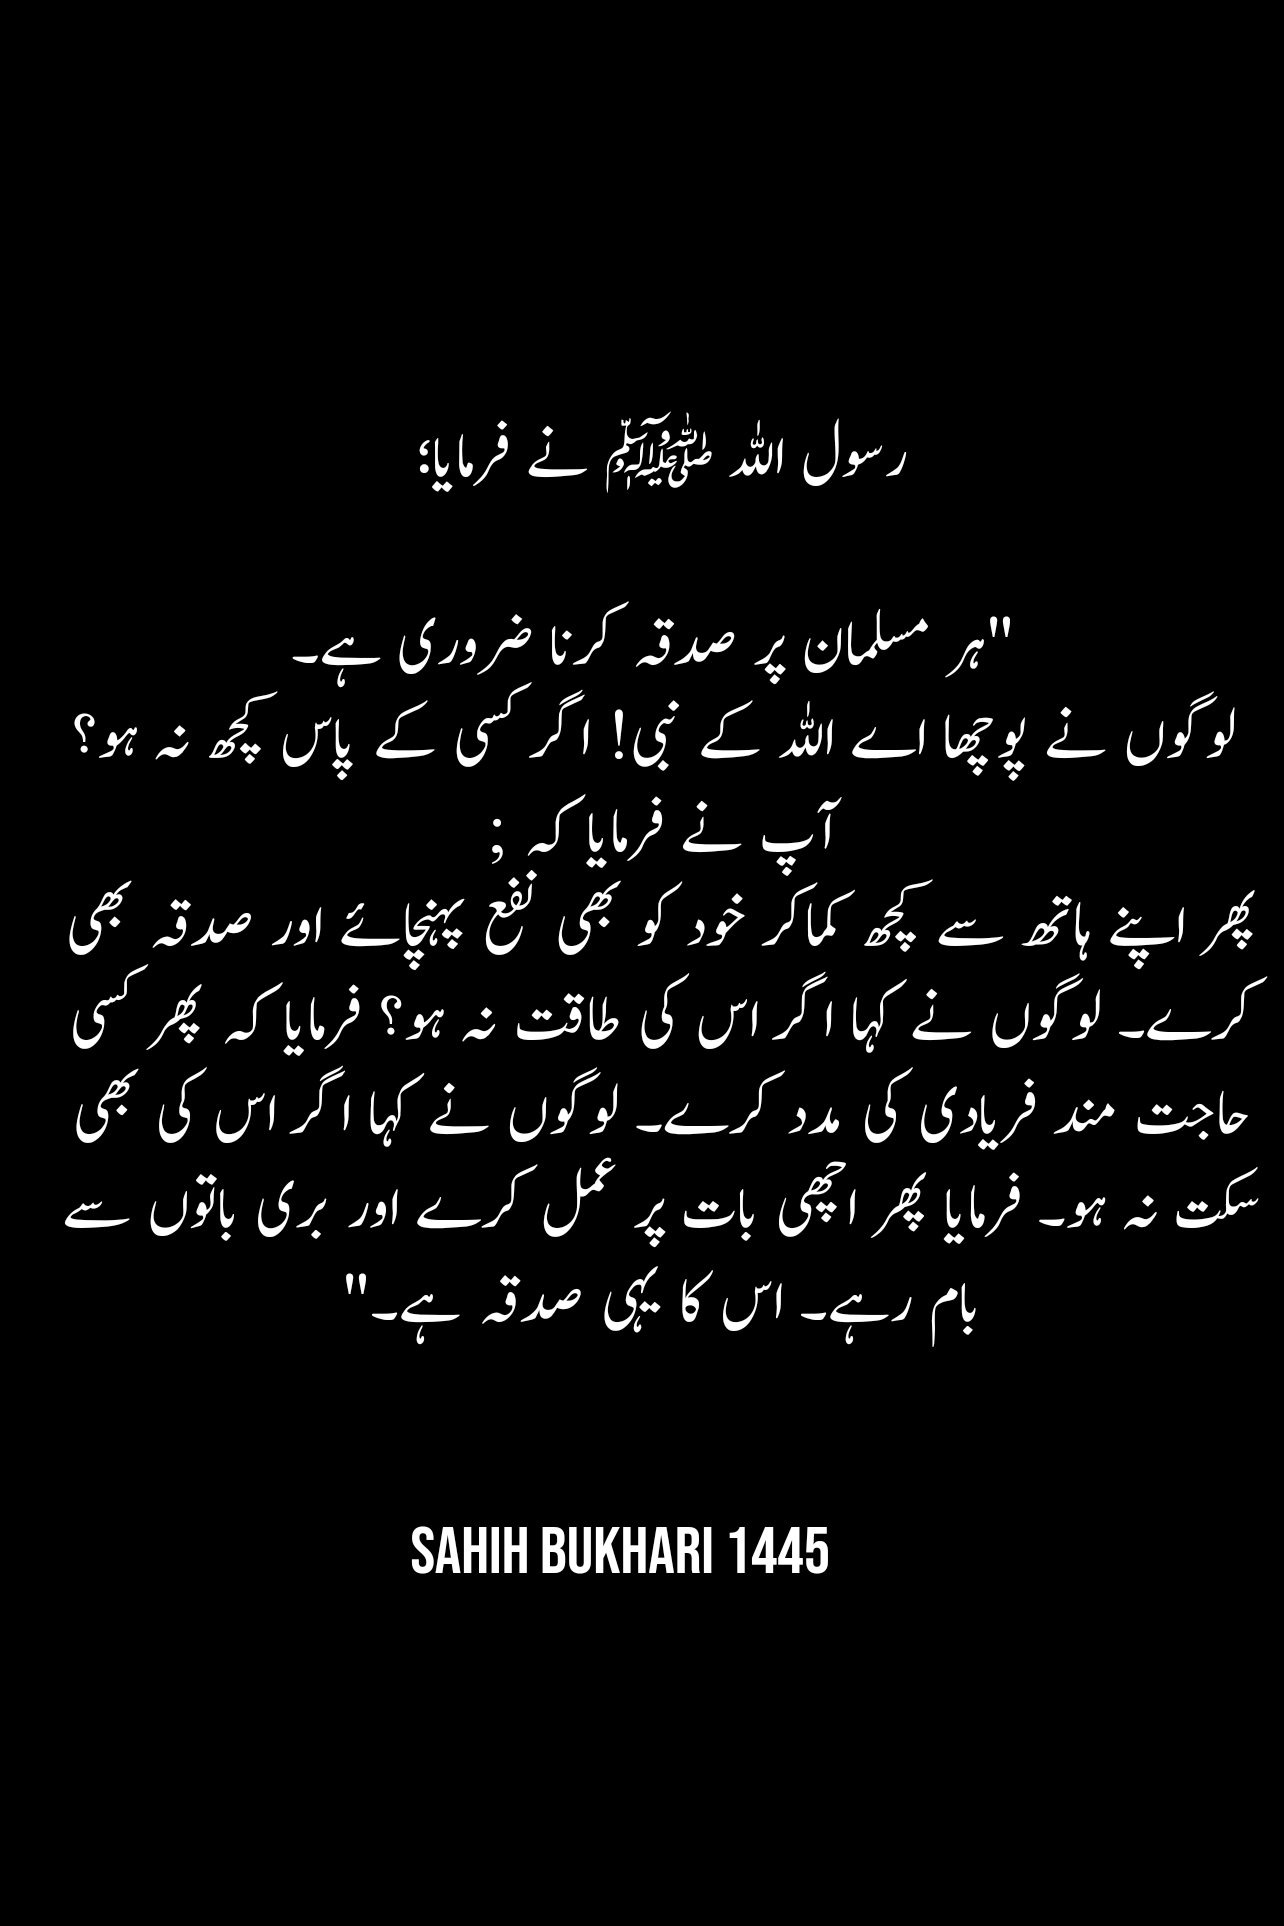 رسول اللہ ﷺ نے فرمایا؛
"ہر مسلمان پر صدقہ کرنا ضروری ہے۔
لوگوں نے پوچھا اے اللہ کے نبی! اگر کسی کے پاس کچھ نہ ہو؟
آپ نے فرمایا کہ ;
پھر اپنے ہاتھ سے کچھ کماکر خود کو بھی نفع پہنچائے اور صدقہ بھی
کرے۔ لوگوں نے کہا اگر اس کی طاقت نہ ہو؟ فرمایا کہ پھر کسی
حاجت مند فریادی کی مدد کرے۔ لوگوں نے کہا اگر اس کی بھی
سکت نہ ہو۔ فرمایا پھر اچھی بات پر عمل کرے اور بری باتوں سے
بام رہے۔ اس کا یہی صدقہ ہے۔"
SAHIH BUKHARI 1445